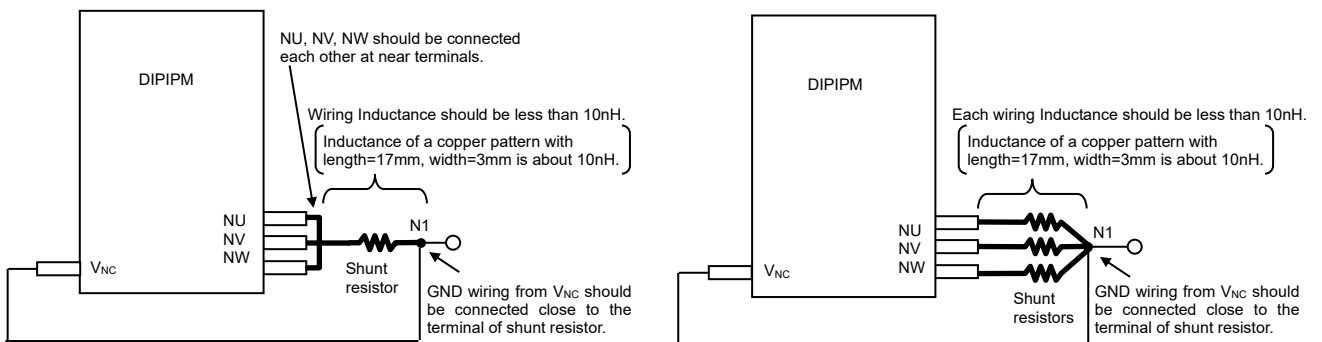 NU, NV, NW should be connected
each other at near terminals.
DIPIPM
Wiring Inductance should be less than 10nH.
Inductance of a copper pattern with
length=17mm, width=3mm is about 10nH.
NU
NV
NW
N1
VNC
Shunt
resistor
GND wiring from VNC should
be connected close to the
terminal of shunt resistor.
DIPIPM
Each wiring Inductance should be less than 10nH.
Inductance of a copper pattern with
length=17mm, width=3mm is about 10nH.
NU
NV
NW
N1
VNC
Shunt
resistors
GND wiring from VNC should
be connected close to the
terminal of shunt resistor.